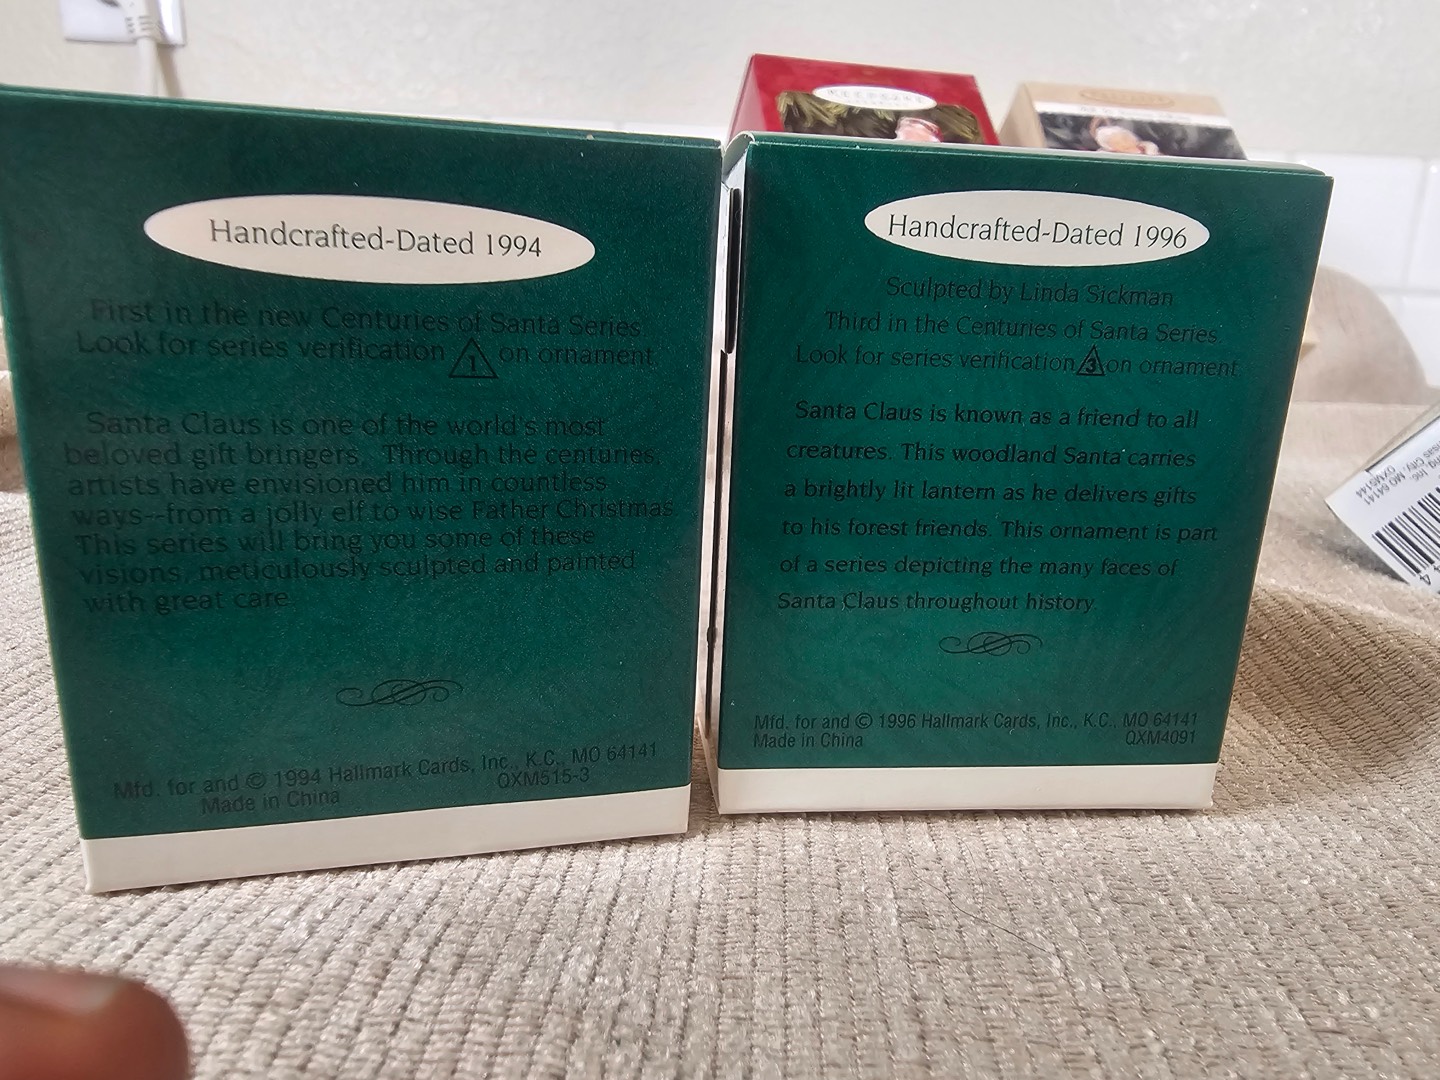 Handcrafted-Dated 1994
First in the new Centuries of Santa Series
Look for series verification 1 on ornament
Santa Claus is one of the world's most
beloved gift bringers. Through the centuries,
artists have envisioned him in countless
ways--from a jolly elf to wise Father Christmas
This series will bring you some of these
visions, meticulously sculpted and painted
with great care.
Mfd. for and © 1994 Hallmark Cards, Inc., K.C., MO 64141
Made in China QXM515-3
Handcrafted-Dated 1996
Sculpted by Linda Sickman
Third in the Centuries of Santa Series
Look for series verification 3 on ornament
Santa Claus is known as a friend to all
creatures. This woodland Santa carries
a brightly lit lantern as he delivers gifts
to his forest friends. This ornament is part
of a series depicting the many faces of
Santa Claus throughout history.
Mfd. for and © 1996 Hallmark Cards, Inc., K.C., MO 64141
Made in China QXM4091
KEEPSAKE
MO 64141
QXM5144